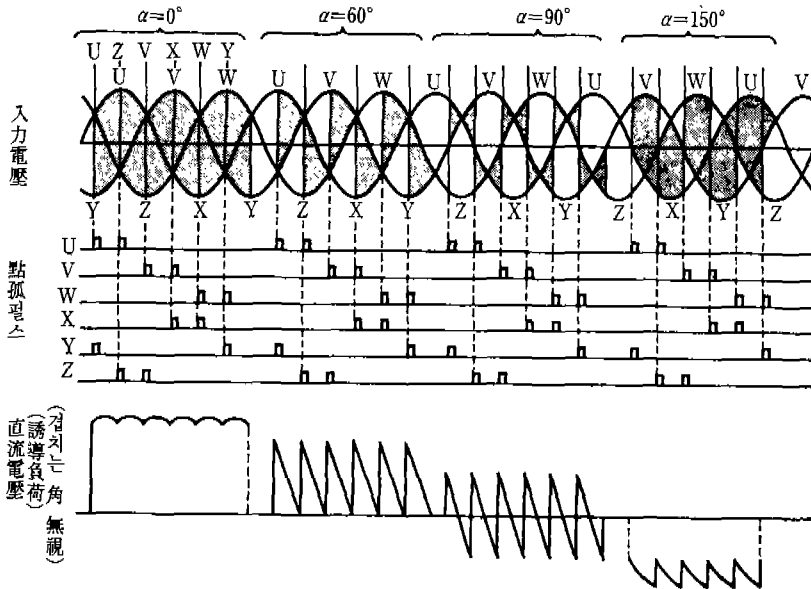 α=0° α=60° α=90° α=150°
U Z V X W Y
U V W U V W U V W U V W U V
入力電壓
Y Z X Y Z X Y Z X Y Z X Y Z
點孤펄스
U
V
W
X
Y
Z
直流電壓
(誘導負荷)
(겹치는 角 無視)